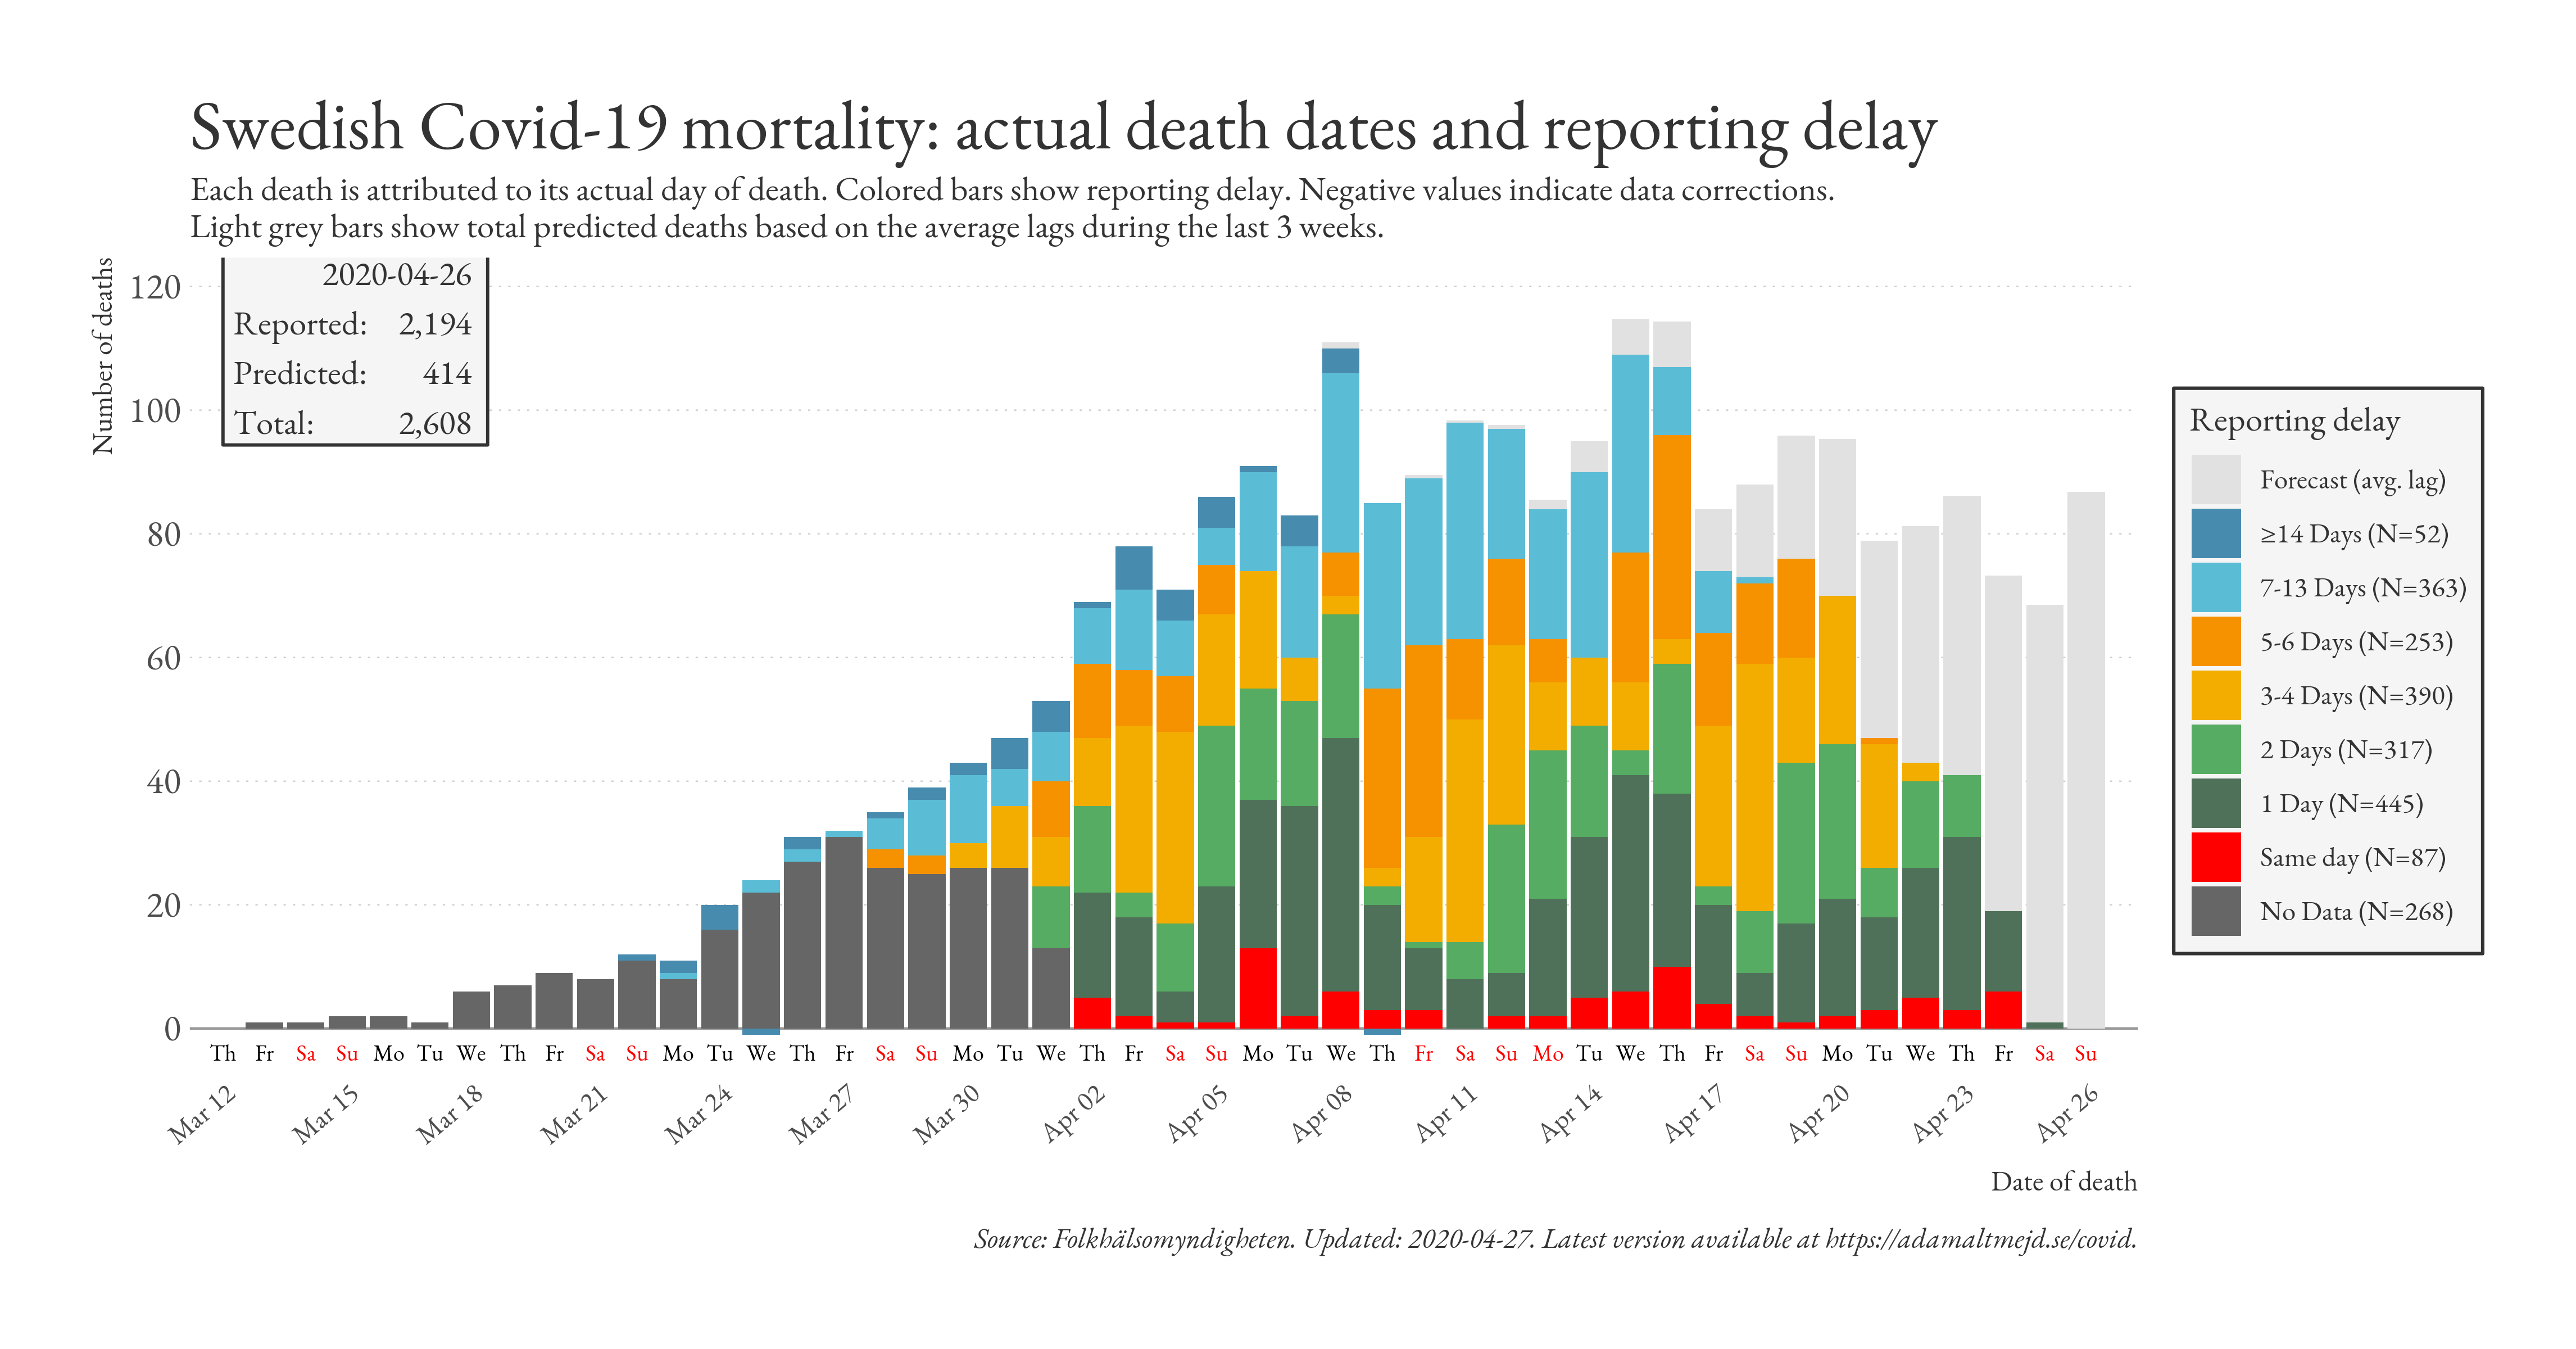 Swedish Covid-19 mortality: actual death dates and reporting delay
Each death is attributed to its actual day of death. Colored bars show reporting delay. Negative values indicate data corrections.
Light grey bars show total predicted deaths based on the average lags during the last 3 weeks.
Number of deaths
120
100
80
60
40
20
0
2020-04-26
Reported: 2,194
Predicted: 414
Total: 2,608
Th Fr Sa Su Mo Tu We Th Fr Sa Su Mo Tu We Th Fr Sa Su Mo Tu We Th Fr Sa Su Mo Tu We Th Fr Sa Su Mo Tu We Th Fr Sa Su Mo Tu We Th Fr Sa Su
Mar 12 Mar 15 Mar 18 Mar 21 Mar 24 Mar 27 Mar 30 Apr 02 Apr 05 Apr 08 Apr 11 Apr 14 Apr 17 Apr 20 Apr 23 Apr 26
Date of death
Reporting delay
Forecast (avg. lag)
≥14 Days (N=52)
7-13 Days (N=363)
5-6 Days (N=253)
3-4 Days (N=390)
2 Days (N=317)
1 Day (N=445)
Same day (N=87)
No Data (N=268)
Source: Folkhälsomyndigheten. Updated: 2020-04-27. Latest version available at https://adamaltmejd.se/covid.